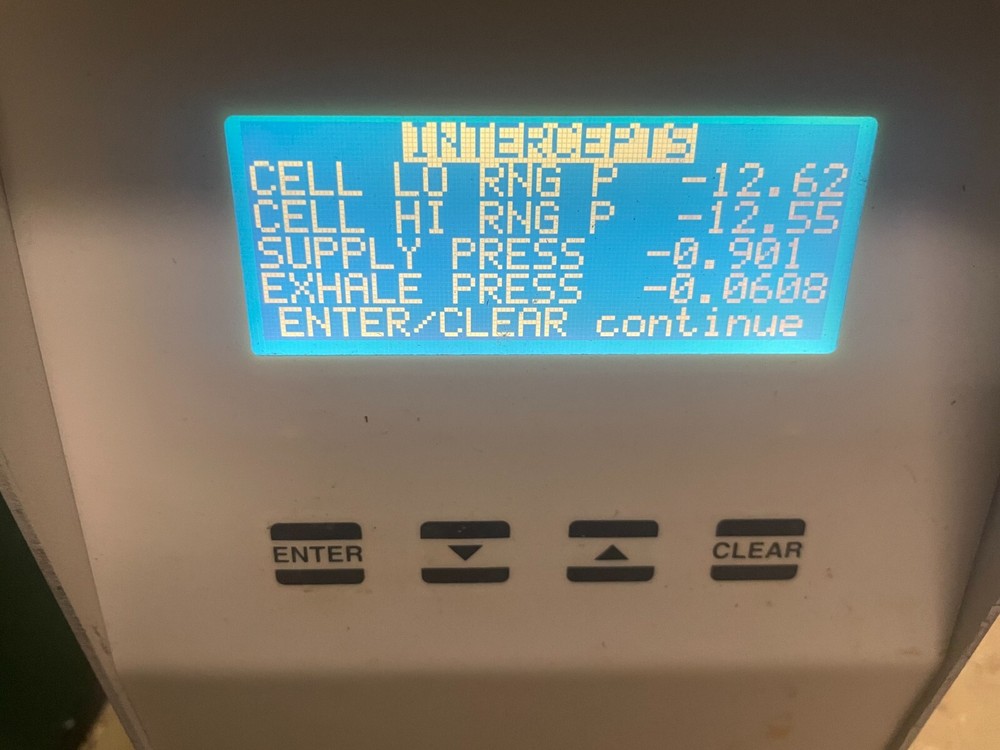 INTERCEPTS
CELL LO RNG P -12.62
CELL HI RNG P -12.55
SUPPLY PRESS -0.901
EXHALE PRESS -0.0608
ENTER/CLEAR continue
ENTER ▼ ▲ CLEAR